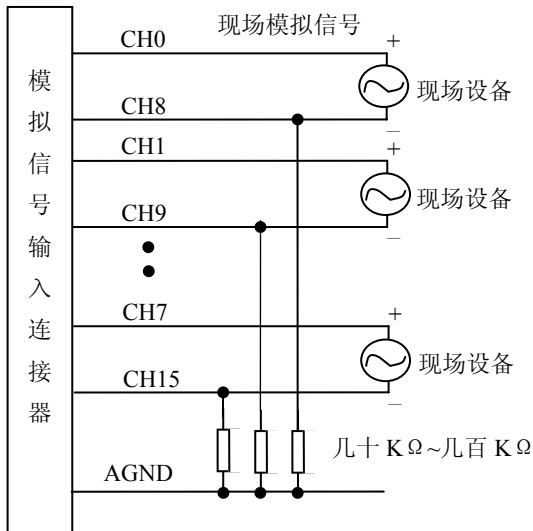 现场模拟信号
模拟信号输入连接器
CH0
+
现场设备
CH8
−
CH1
+
现场设备
CH9
−
CH7
+
现场设备
CH15
−
几十 KΩ~几百 KΩ
AGND